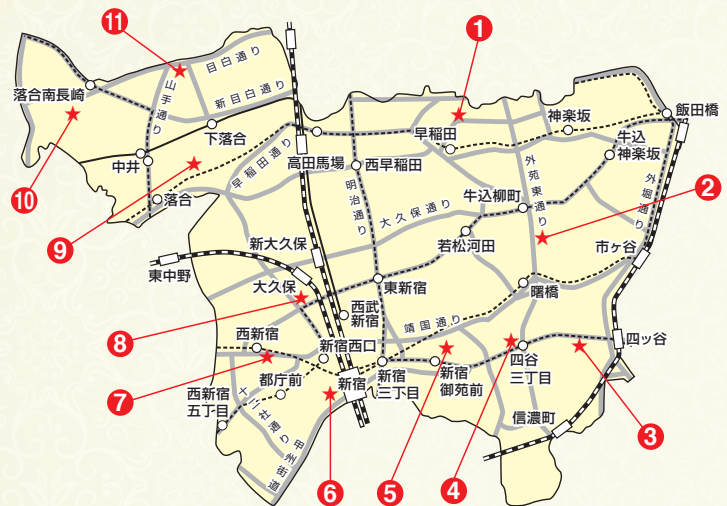 11
1
目白通り
山手通り
新目白通り
落合南長崎
10
下落合
中井
早稲田通り
落合
9
高田馬場
西早稲田
早稲田
神楽坂
飯田橋
牛込
神楽坂
外苑東通り
外堀通り
2
明治通り
大久保通り
牛込柳町
若松河田
市ヶ谷
新大久保
東中野
大久保
8
東新宿
曙橋
西武
新宿
靖国通り
西新宿
7
新宿西口
都庁前
西新宿
五丁目
十二社通り
甲州街道
新宿
新宿
三丁目
新宿
御苑前
四谷
三丁目
四ッ谷
信濃町
3
6
5
4